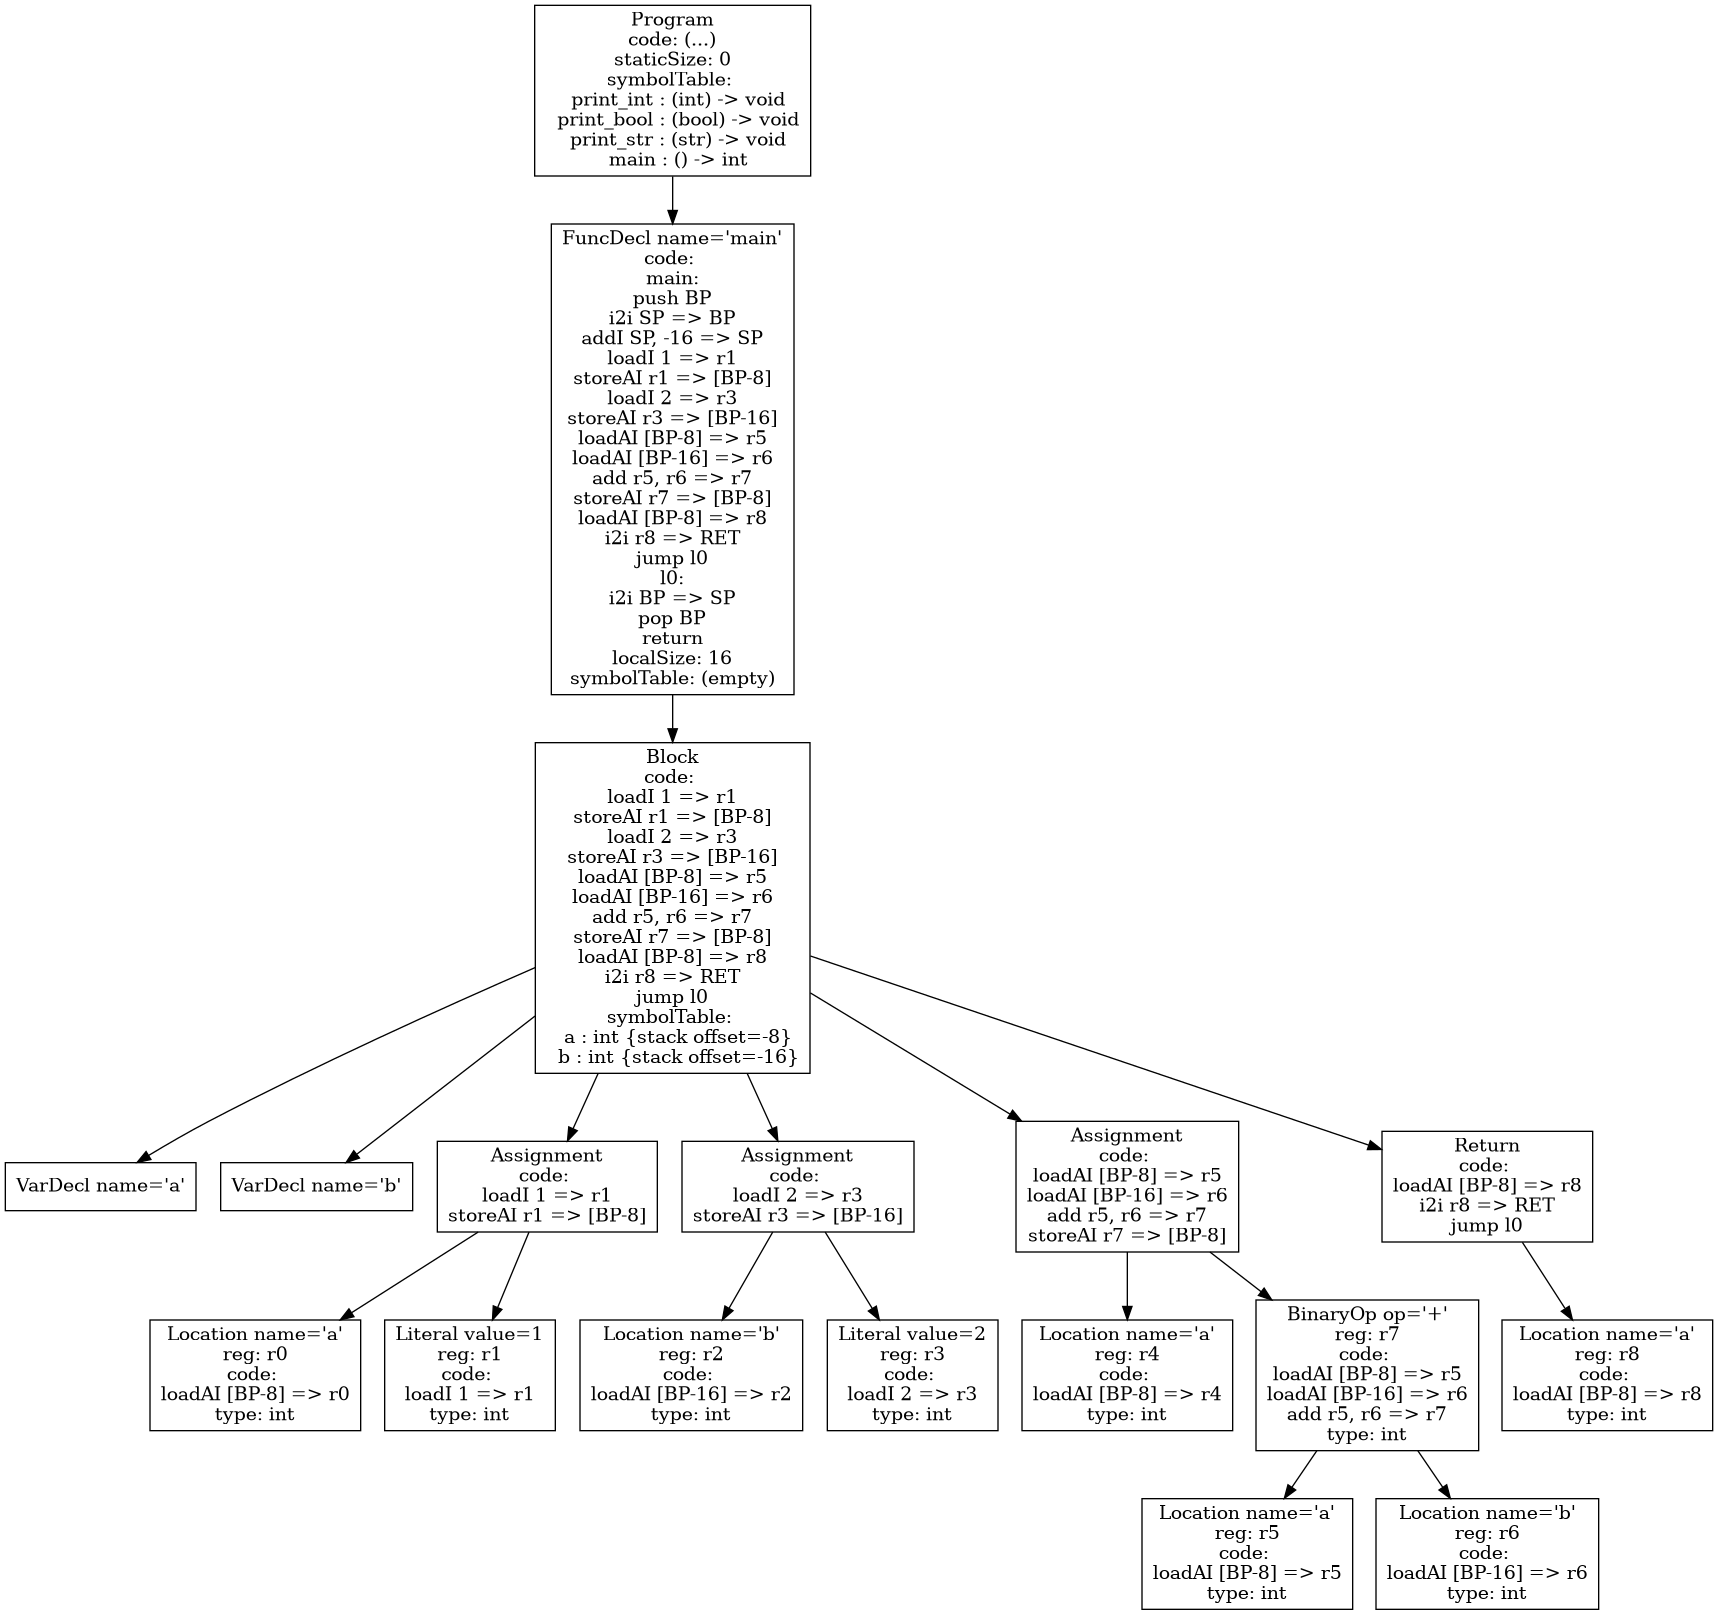 Program
code: (...)
staticSize: 0
symbolTable:
print_int : (int) -> void
print_bool : (bool) -> void
print_str : (str) -> void
main : () -> int
FuncDecl name='main'
code:
main:
push BP
i2i SP => BP
addI SP, -16 => SP
loadI 1 => r1
storeAI r1 => [BP-8]
loadI 2 => r3
storeAI r3 => [BP-16]
loadAI [BP-8] => r5
loadAI [BP-16] => r6
add r5, r6 => r7
storeAI r7 => [BP-8]
loadAI [BP-8] => r8
i2i r8 => RET
jump l0
l0:
i2i BP => SP
pop BP
return
localSize: 16
symbolTable: (empty)
Block
code:
loadI 1 => r1
storeAI r1 => [BP-8]
loadI 2 => r3
storeAI r3 => [BP-16]
loadAI [BP-8] => r5
loadAI [BP-16] => r6
add r5, r6 => r7
storeAI r7 => [BP-8]
loadAI [BP-8] => r8
i2i r8 => RET
jump l0
symbolTable:
a : int {stack offset=-8}
b : int {stack offset=-16}
VarDecl name='a'
VarDecl name='b'
Assignment
code:
loadI 1 => r1
storeAI r1 => [BP-8]
Assignment
code:
loadI 2 => r3
storeAI r3 => [BP-16]
Assignment
code:
loadAI [BP-8] => r5
loadAI [BP-16] => r6
add r5, r6 => r7
storeAI r7 => [BP-8]
Return
code:
loadAI [BP-8] => r8
i2i r8 => RET
jump l0
Location name='a'
reg: r0
code:
loadAI [BP-8] => r0
type: int
Literal value=1
reg: r1
code:
loadI 1 => r1
type: int
Location name='b'
reg: r2
code:
loadAI [BP-16] => r2
type: int
Literal value=2
reg: r3
code:
loadI 2 => r3
type: int
Location name='a'
reg: r4
code:
loadAI [BP-8] => r4
type: int
BinaryOp op='+'
reg: r7
code:
loadAI [BP-8] => r5
loadAI [BP-16] => r6
add r5, r6 => r7
type: int
Location name='a'
reg: r8
code:
loadAI [BP-8] => r8
type: int
Location name='a'
reg: r5
code:
loadAI [BP-8] => r5
type: int
Location name='b'
reg: r6
code:
loadAI [BP-16] => r6
type: int